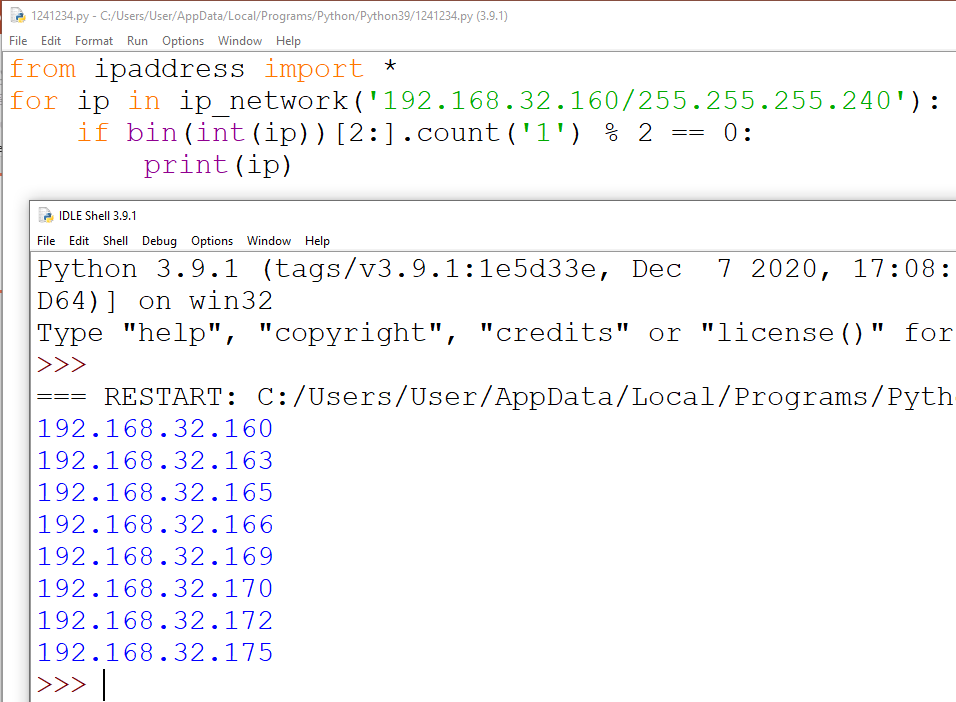 1241234.py - C:/Users/User/AppData/Local/Programs/Python/Python39/1241234.py (3.9.1)
File Edit Format Run Options Window Help
from ipaddress import *
for ip in ip_network('192.168.32.160/255.255.255.240'):
    if bin(int(ip))[2:].count('1') % 2 == 0:
        print(ip)
IDLE Shell 3.9.1
File Edit Shell Debug Options Window Help
Python 3.9.1 (tags/v3.9.1:1e5d33e, Dec  7 2020, 17:08:
D64)] on win32
Type "help", "copyright", "credits" or "license()" for
>>>
=== RESTART: C:/Users/User/AppData/Local/Programs/Pyth
192.168.32.160
192.168.32.163
192.168.32.165
192.168.32.166
192.168.32.169
192.168.32.170
192.168.32.172
192.168.32.175
>>>